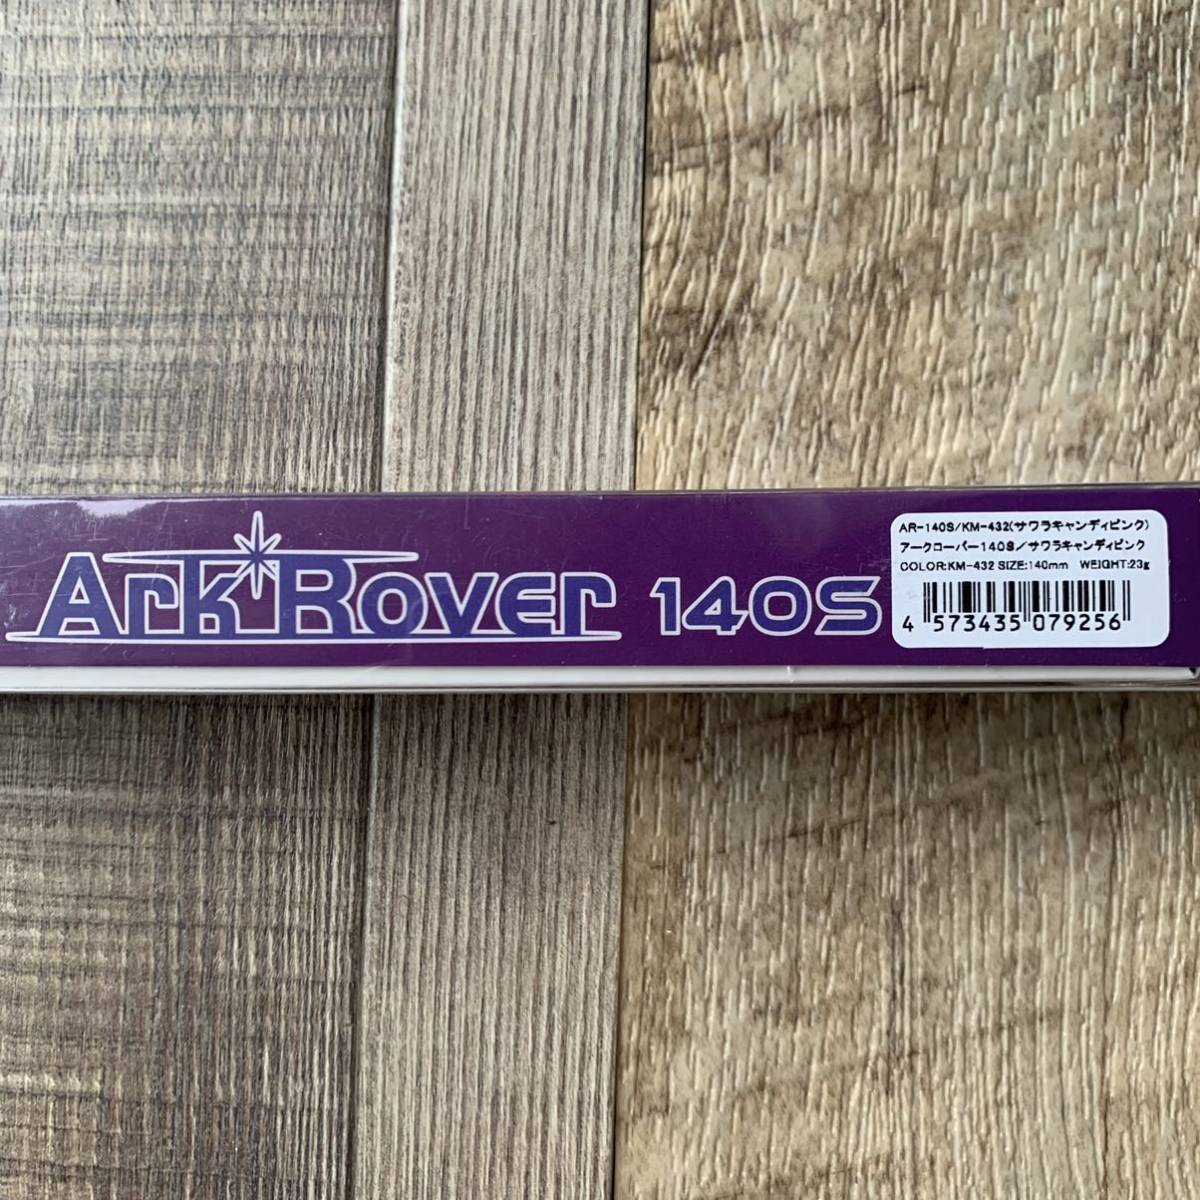 Ark Rover 140S
AR-140S/KM-432(サワラキャンディピンク)
アークローバー140S/サワラキャンディピンク
COLOR:KM-432 SIZE:140mm WEIGHT:23g
4 573435 079256